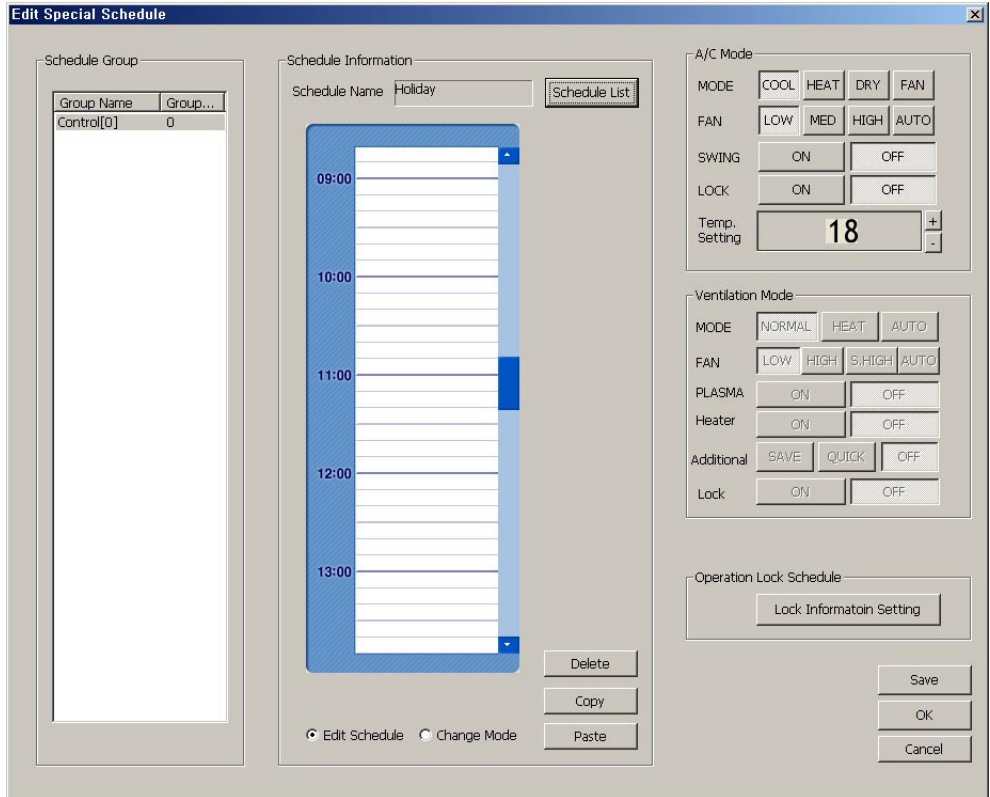 Edit Special Schedule
Schedule Group
Group Name Group...
Control[0] 0
Schedule Information
Schedule Name Holiday Schedule List
09:00
10:00
11:00
12:00
13:00
Delete
Copy
Edit Schedule Change Mode Paste
A/C Mode
MODE COOL HEAT DRY FAN
FAN LOW MED HIGH AUTO
SWING ON OFF
LOCK ON OFF
Temp.
Setting 18 + -
Ventilation Mode
MODE NORMAL HEAT AUTO
FAN LOW HIGH S.HIGH AUTO
PLASMA ON OFF
Heater ON OFF
Additional SAVE QUICK OFF
Lock ON OFF
Operation Lock Schedule
Lock Informatoin Setting
Save
OK
Cancel